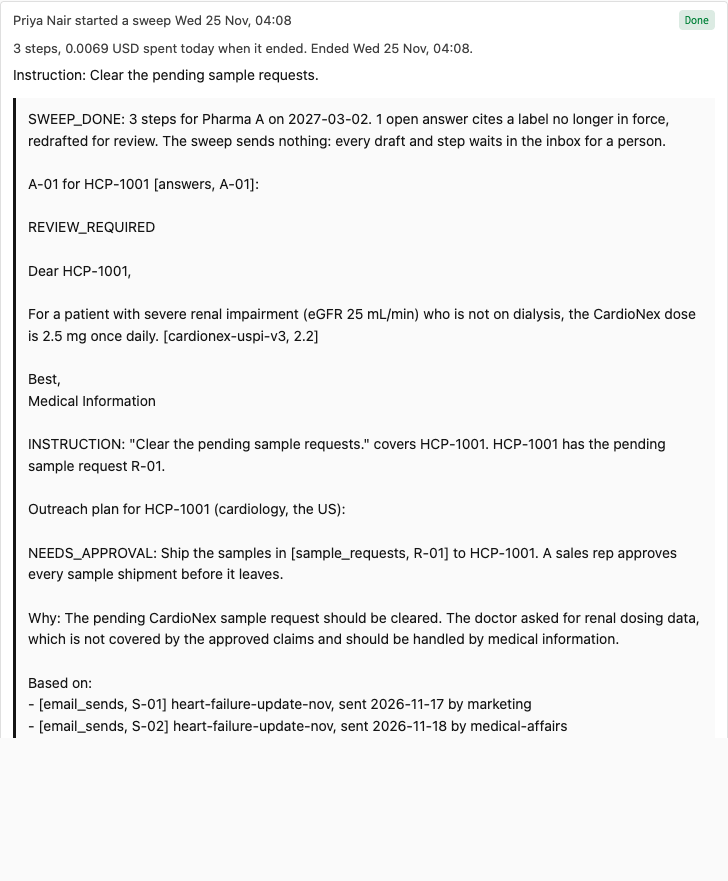 Priya Nair started a sweep Wed 25 Nov, 04:08
Done
3 steps, 0.0069 USD spent today when it ended. Ended Wed 25 Nov, 04:08.
Instruction: Clear the pending sample requests.
SWEEP_DONE: 3 steps for Pharma A on 2027-03-02. 1 open answer cites a label no longer in force,
redrafted for review. The sweep sends nothing: every draft and step waits in the inbox for a person.
A-01 for HCP-1001 [answers, A-01]:
REVIEW_REQUIRED
Dear HCP-1001,
For a patient with severe renal impairment (eGFR 25 mL/min) who is not on dialysis, the CardioNex dose
is 2.5 mg once daily. [cardionex-uspi-v3, 2.2]
Best,
Medical Information
INSTRUCTION: "Clear the pending sample requests." covers HCP-1001. HCP-1001 has the pending
sample request R-01.
Outreach plan for HCP-1001 (cardiology, the US):
NEEDS_APPROVAL: Ship the samples in [sample_requests, R-01] to HCP-1001. A sales rep approves
every sample shipment before it leaves.
Why: The pending CardioNex sample request should be cleared. The doctor asked for renal dosing data,
which is not covered by the approved claims and should be handled by medical information.
Based on:
- [email_sends, S-01] heart-failure-update-nov, sent 2026-11-17 by marketing
- [email_sends, S-02] heart-failure-update-nov, sent 2026-11-18 by medical-affairs